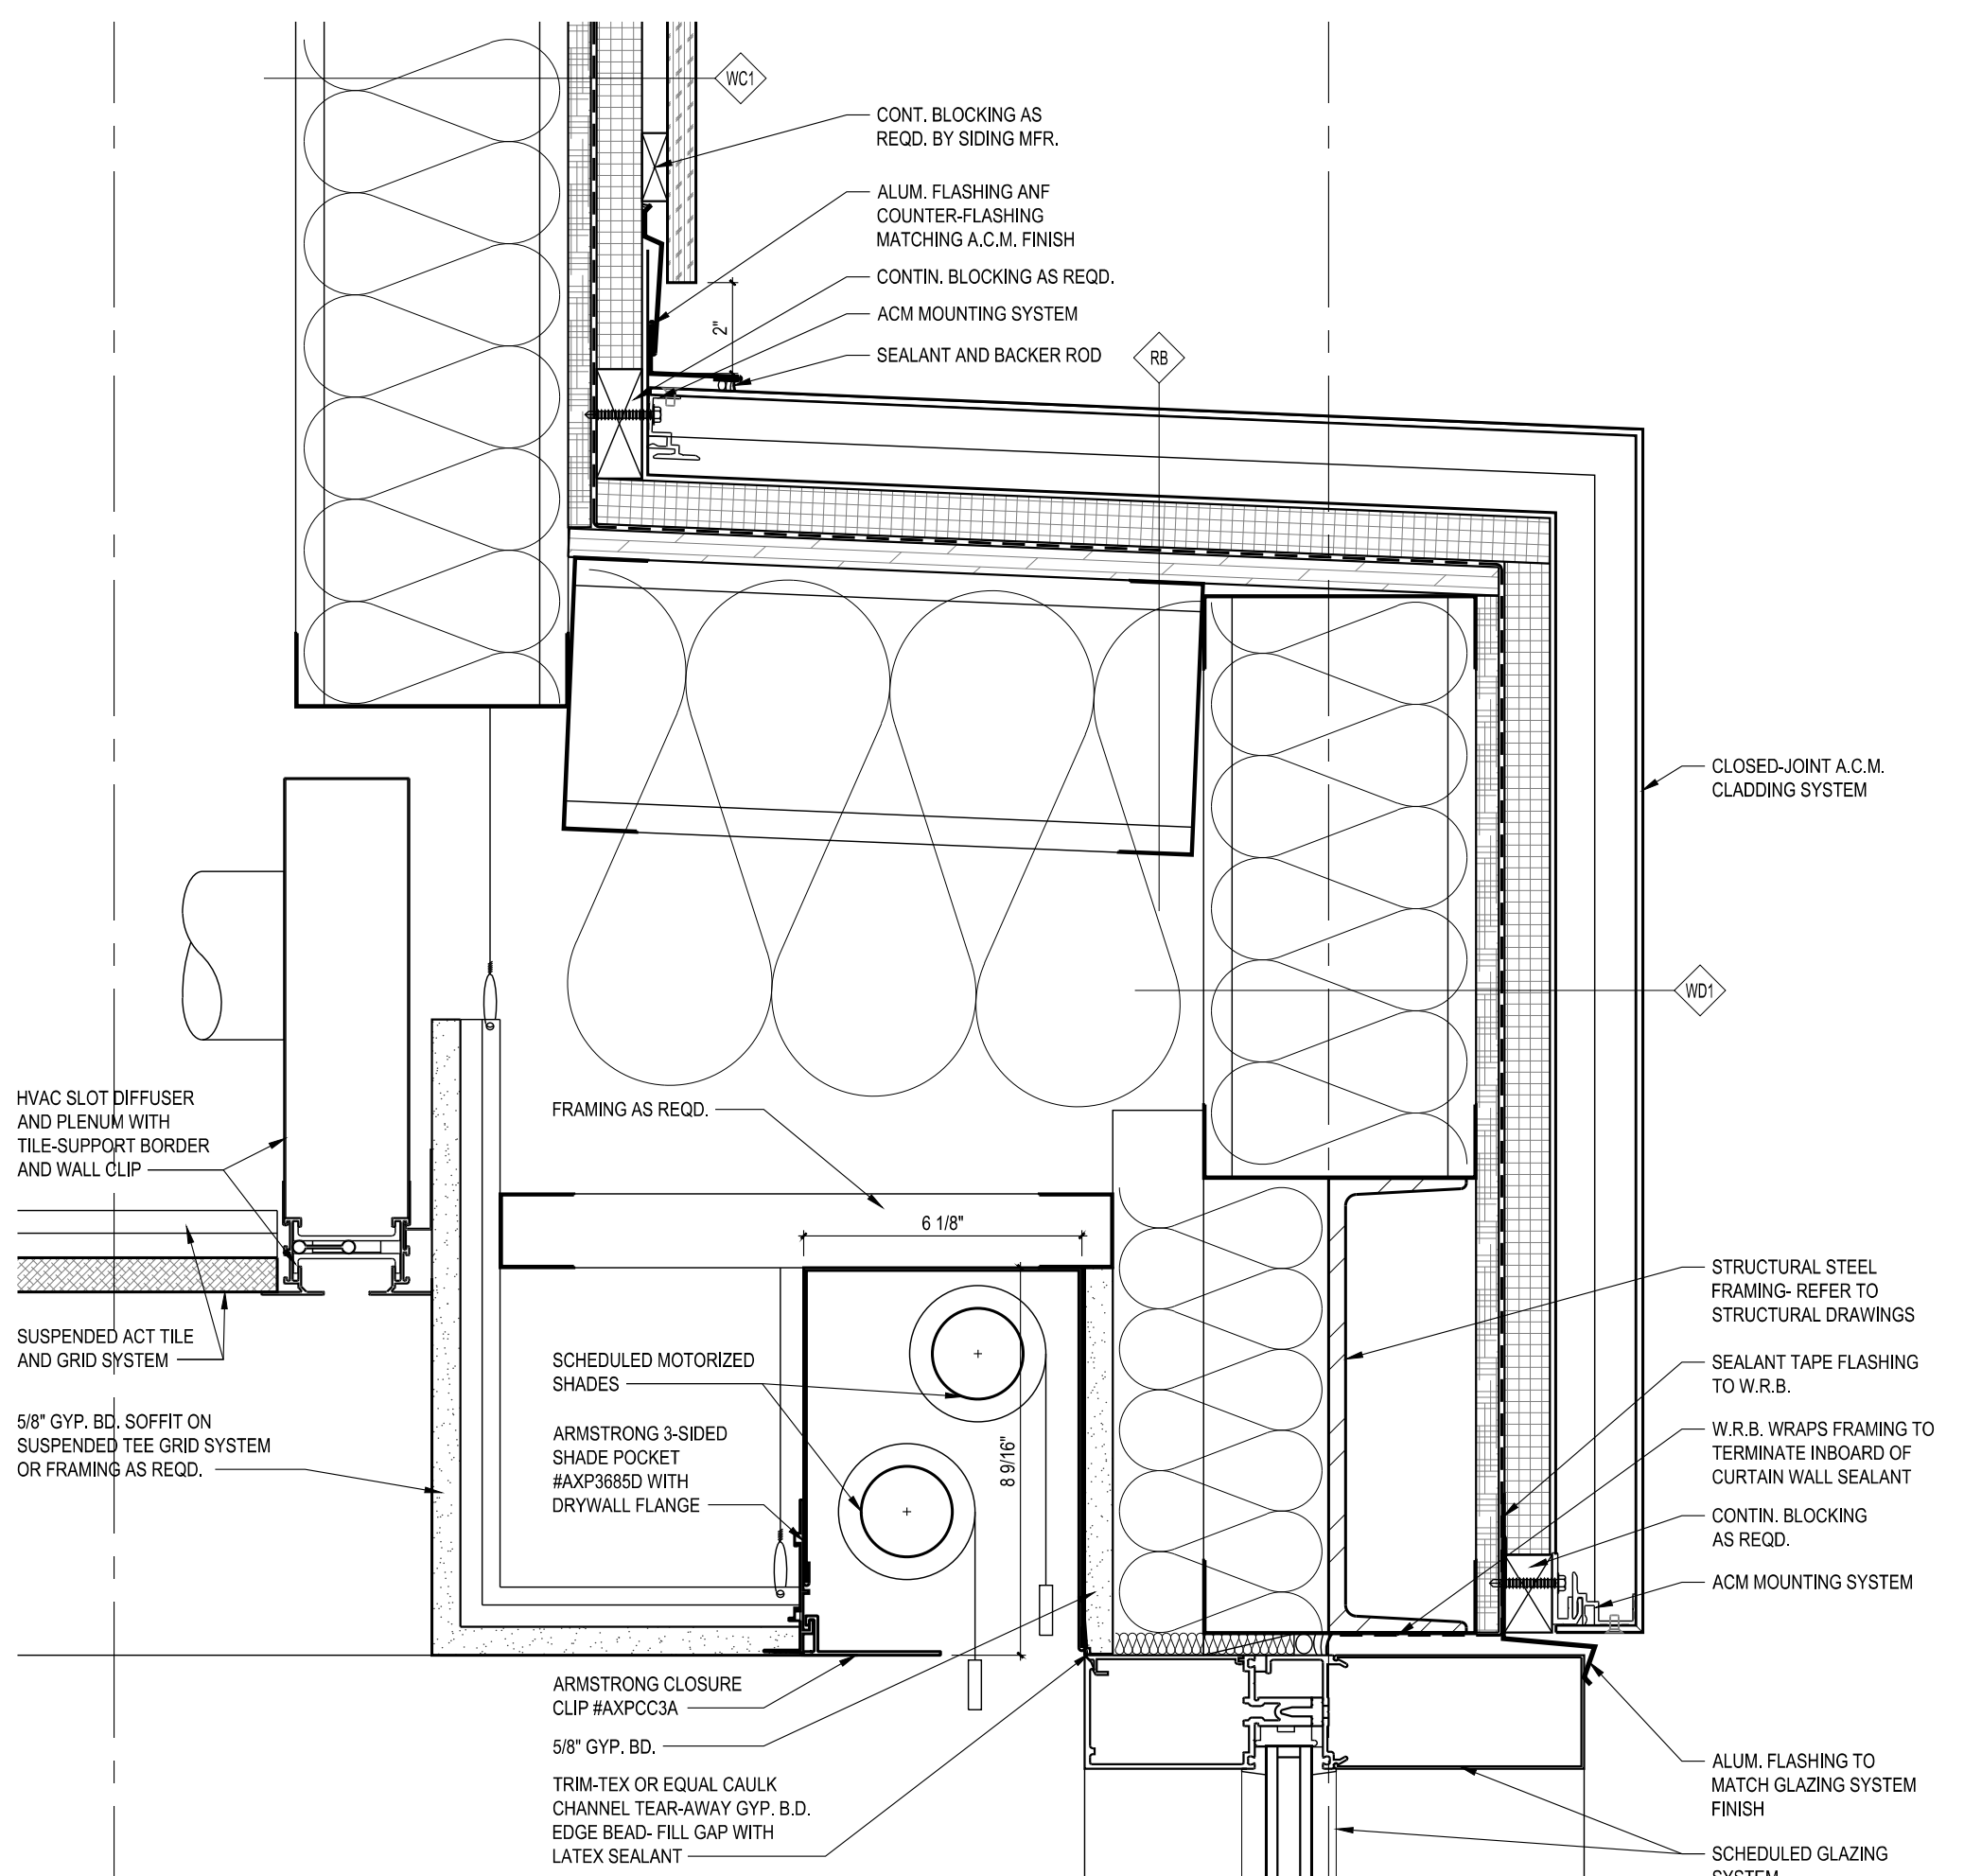 WC1
CONT. BLOCKING AS
REQD. BY SIDING MFR.
ALUM. FLASHING ANF
COUNTER-FLASHING
MATCHING A.C.M. FINISH
CONTIN. BLOCKING AS REQD.
ACM MOUNTING SYSTEM
2"
SEALANT AND BACKER ROD
RB
CLOSED-JOINT A.C.M.
CLADDING SYSTEM
WD1
HVAC SLOT DIFFUSER
AND PLENUM WITH
TILE-SUPPORT BORDER
AND WALL CLIP
FRAMING AS REQD.
6 1/8"
SUSPENDED ACT TILE
AND GRID SYSTEM
5/8" GYP. BD. SOFFIT ON
SUSPENDED TEE GRID SYSTEM
OR FRAMING AS REQD.
SCHEDULED MOTORIZED
SHADES
ARMSTRONG 3-SIDED
SHADE POCKET
#AXP3685D WITH
DRYWALL FLANGE
8 9/16"
STRUCTURAL STEEL
FRAMING- REFER TO
STRUCTURAL DRAWINGS
SEALANT TAPE FLASHING
TO W.R.B.
W.R.B. WRAPS FRAMING TO
TERMINATE INBOARD OF
CURTAIN WALL SEALANT
CONTIN. BLOCKING
AS REQD.
ACM MOUNTING SYSTEM
ARMSTRONG CLOSURE
CLIP #AXPCC3A
5/8" GYP. BD.
TRIM-TEX OR EQUAL CAULK
CHANNEL TEAR-AWAY GYP. B.D.
EDGE BEAD- FILL GAP WITH
LATEX SEALANT
ALUM. FLASHING TO
MATCH GLAZING SYSTEM
FINISH
SCHEDULED GLAZING
SYSTEM